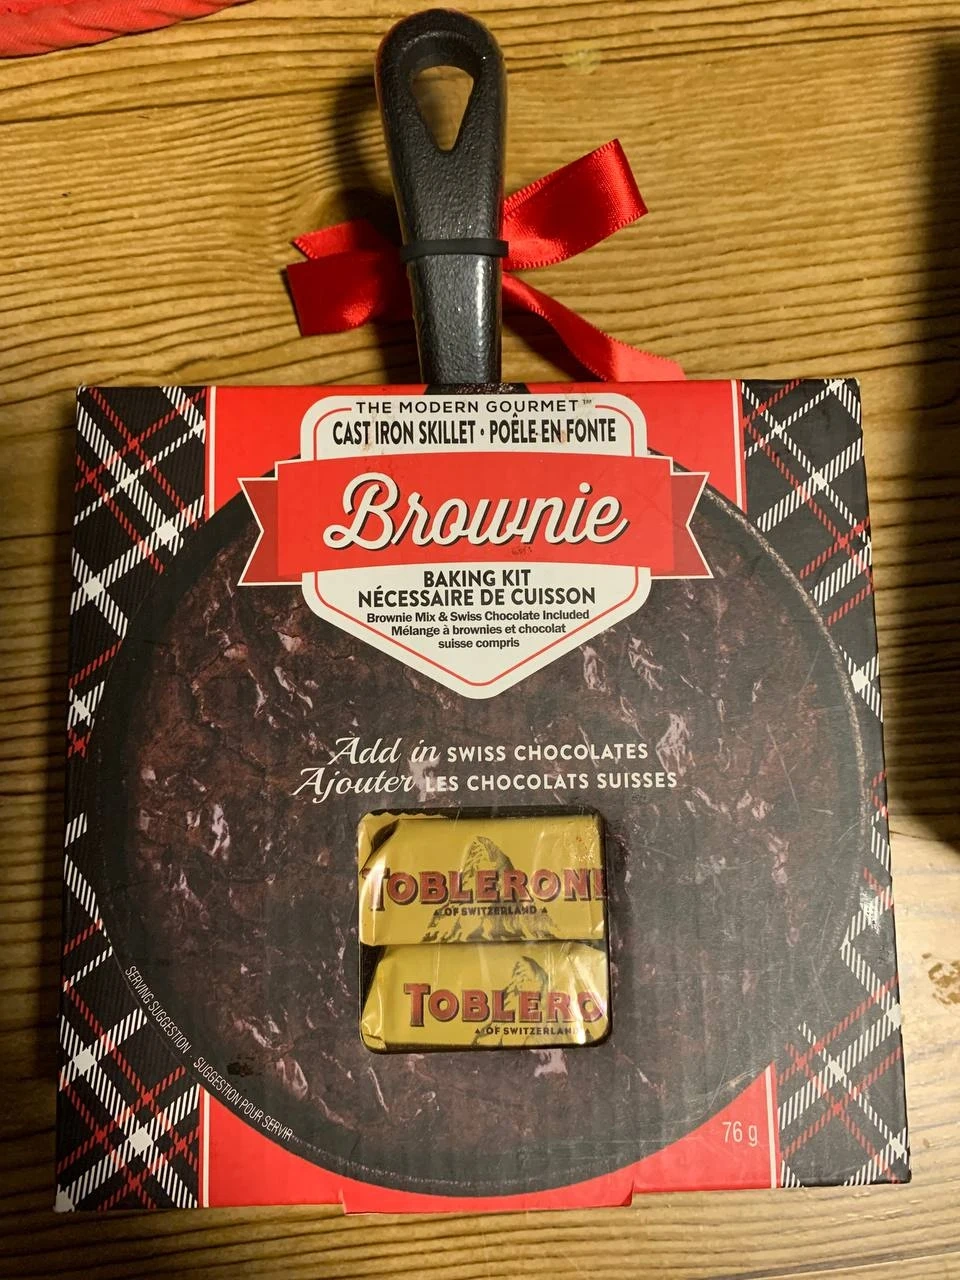 THE MODERN GOURMET™
CAST IRON SKILLET • POÊLE EN FONTE
Brownie
BAKING KIT
NÉCESSAIRE DE CUISSON
Brownie Mix & Swiss Chocolate Included
Mélange à brownies et chocolat
suisse compris
Add in SWISS CHOCOLATES
Ajouter LES CHOCOLATS SUISSES
TOBLERON
OF SWITZERLAND
TOBLERO
OF SWITZERLAND
SERVING SUGGESTION · SUGGESTION POUR SERVIR
76 g